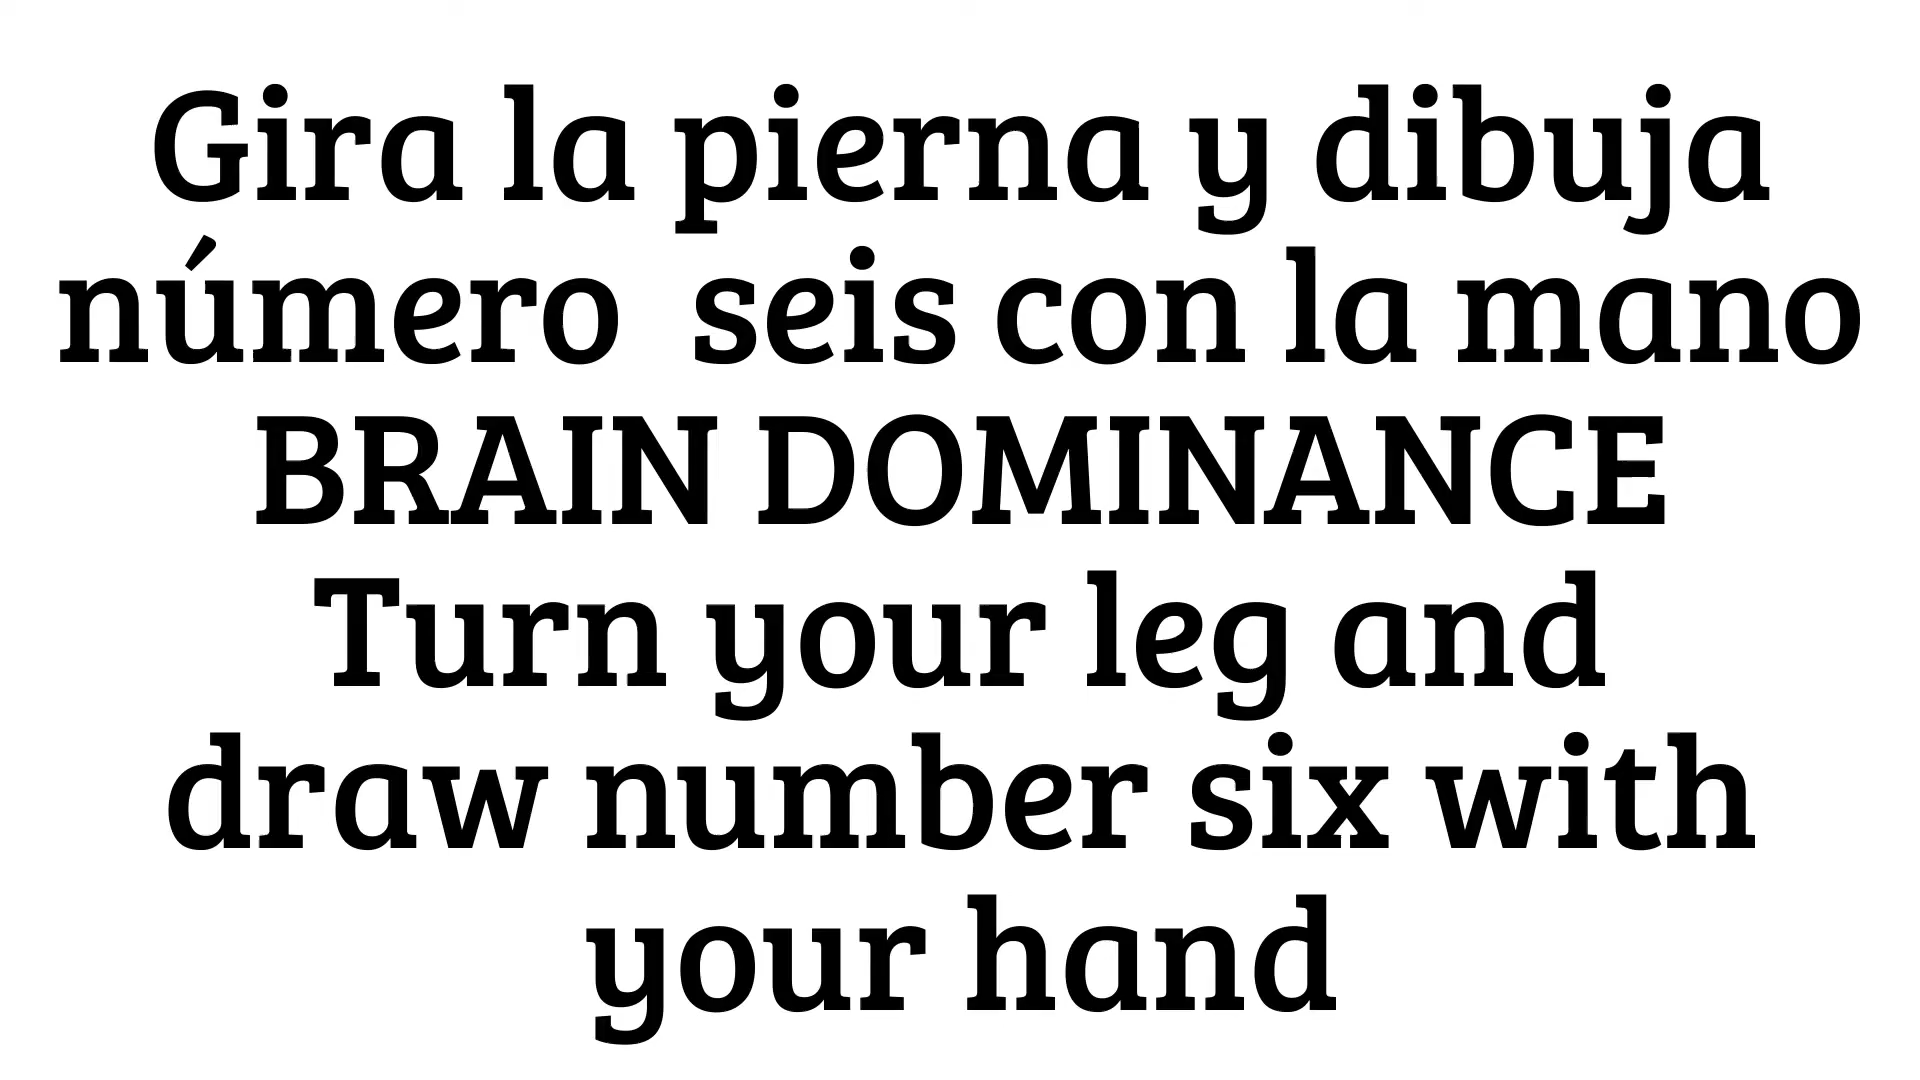 Gira la pierna y dibuja
número  seis con la mano
BRAIN DOMINANCE
Turn your leg and
draw number six with
your hand